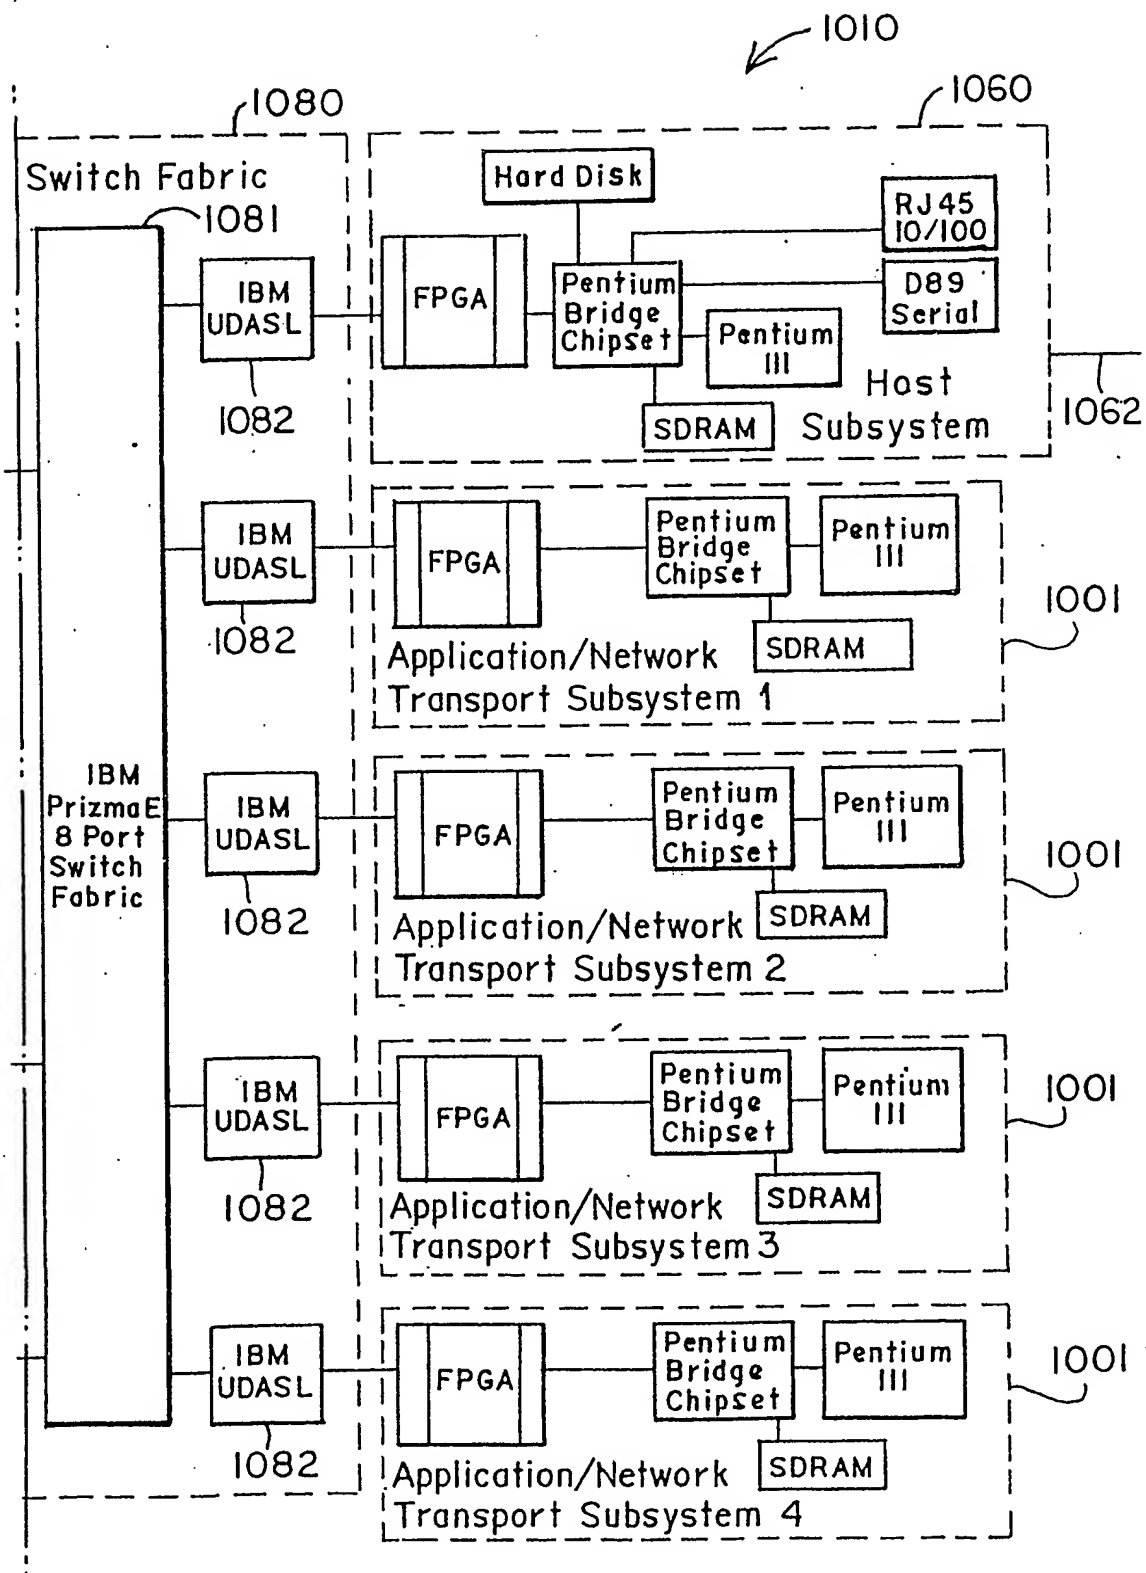 1010
1080
1060
Switch Fabric
1081
Hard Disk
RJ45
10/100
IBM
UDASL
FPGA
Pentium
Bridge
Chipset
D89
Serial
Pentium
III
1082
SDRAM
Host
Subsystem
1062
IBM
UDASL
FPGA
Pentium
Bridge
Chipset
Pentium
III
1001
1082
Application/Network
Transport Subsystem 1
SDRAM
IBM
PrizmaE
8 Port
Switch
Fabric
IBM
UDASL
FPGA
Pentium
Bridge
Chipset
Pentium
III
1001
1082
Application/Network
Transport Subsystem 2
SDRAM
IBM
UDASL
FPGA
Pentium
Bridge
Chipset
Pentium
III
1001
1082
Application/Network
Transport Subsystem 3
SDRAM
IBM
UDASL
FPGA
Pentium
Bridge
Chipset
Pentium
III
1001
1082
Application/Network
Transport Subsystem 4
SDRAM